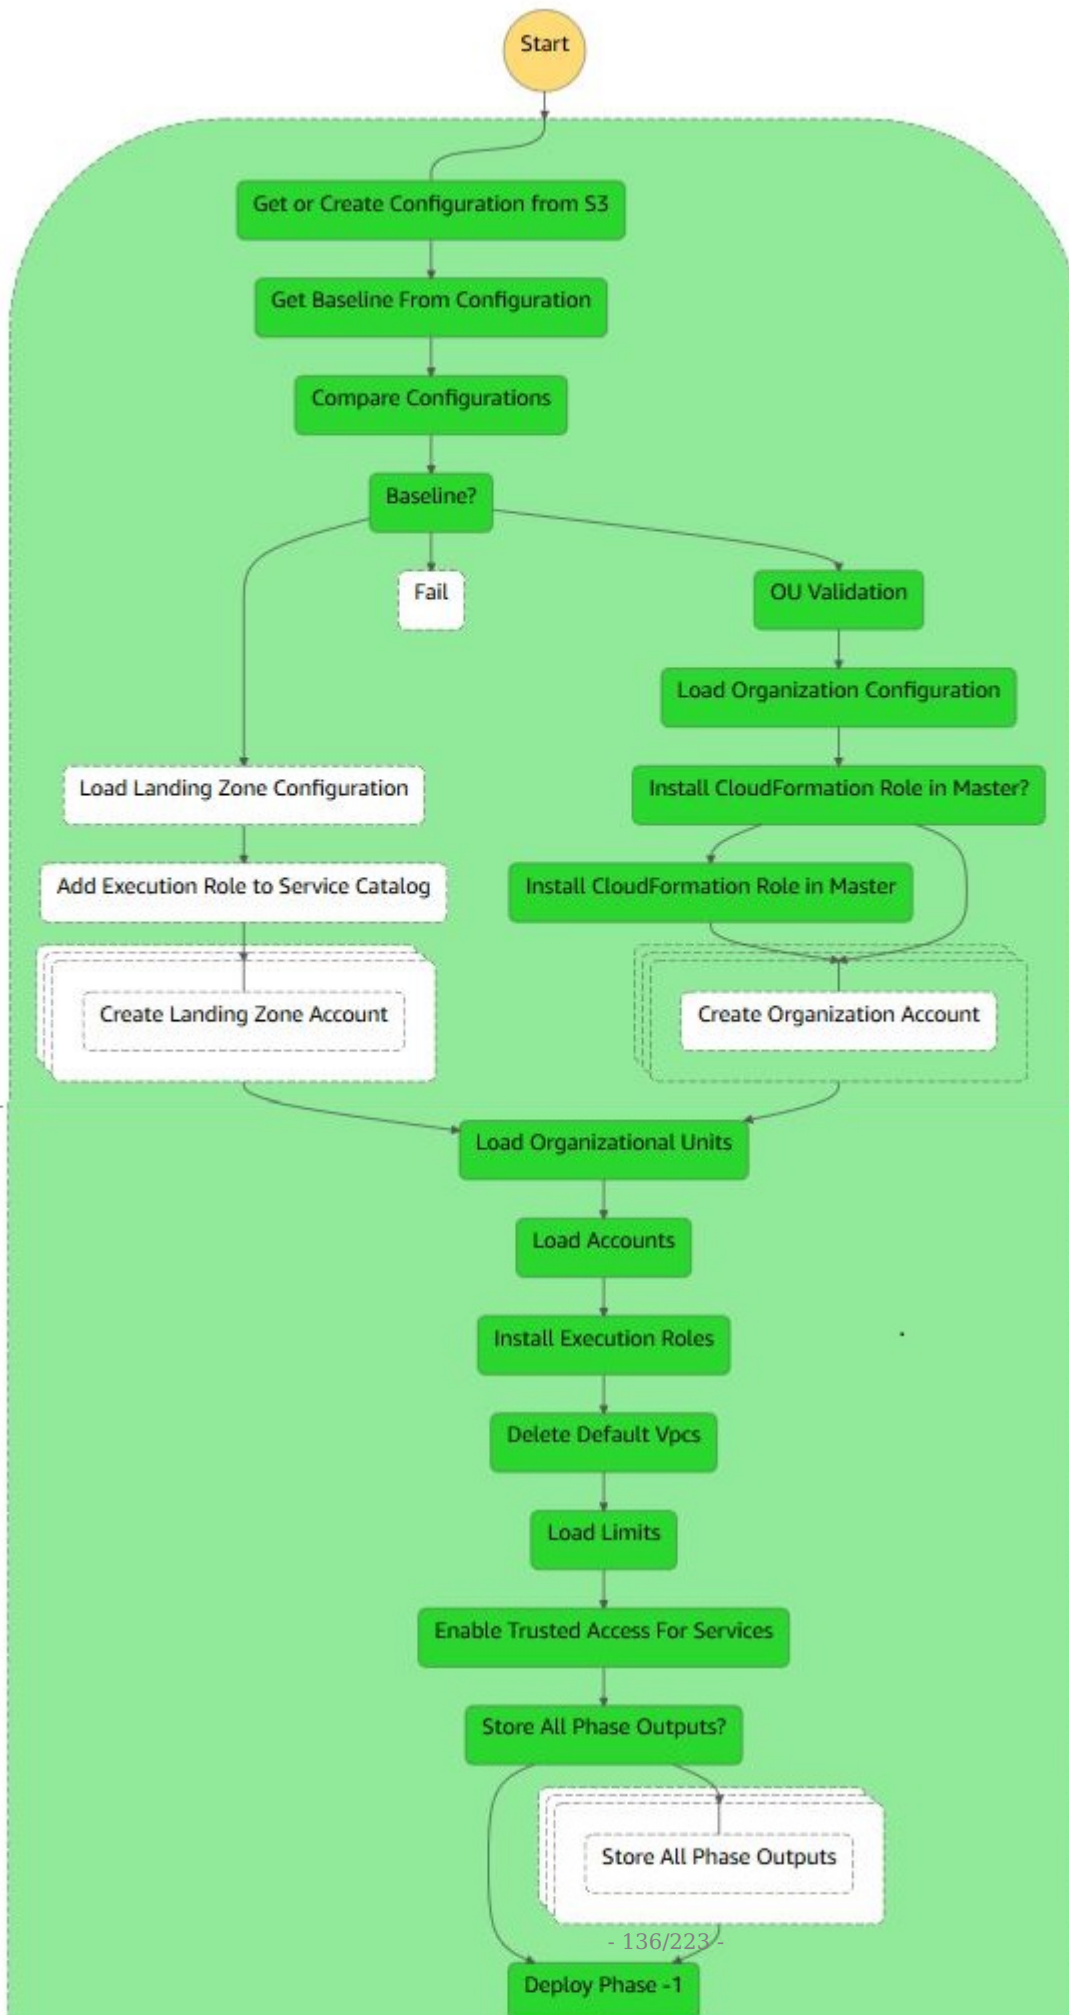 Start
Get or Create Configuration from S3
Get Baseline From Configuration
Compare Configurations
Baseline?
Fail
OU Validation
Load Organization Configuration
Load Landing Zone Configuration
Install CloudFormation Role in Master?
Add Execution Role to Service Catalog
Install CloudFormation Role in Master
Create Landing Zone Account
Create Organization Account
Load Organizational Units
Load Accounts
Install Execution Roles
Delete Default Vpcs
Load Limits
Enable Trusted Access For Services
Store All Phase Outputs?
Store All Phase Outputs
- 136/223 -
Deploy Phase -1